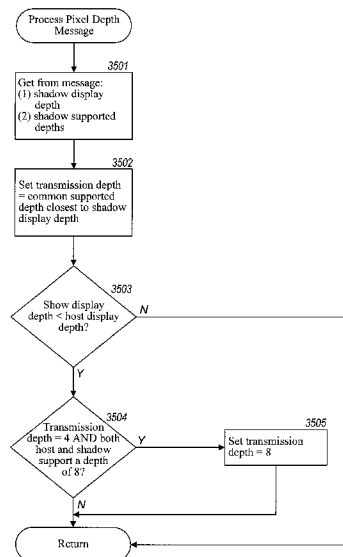 Process Pixel Depth
Message
3501
Get from message:
(1) shadow display
depth
(2) shadow supported
depths
3502
Set transmission depth
= common supported
depth closest to shadow
display depth
3503
Show display
depth < host display
depth?
N
Y
3504
Transmission
depth = 4 AND both
host and shadow
support a depth
of 8?
Y
3505
Set transmission
depth = 8
N
Return